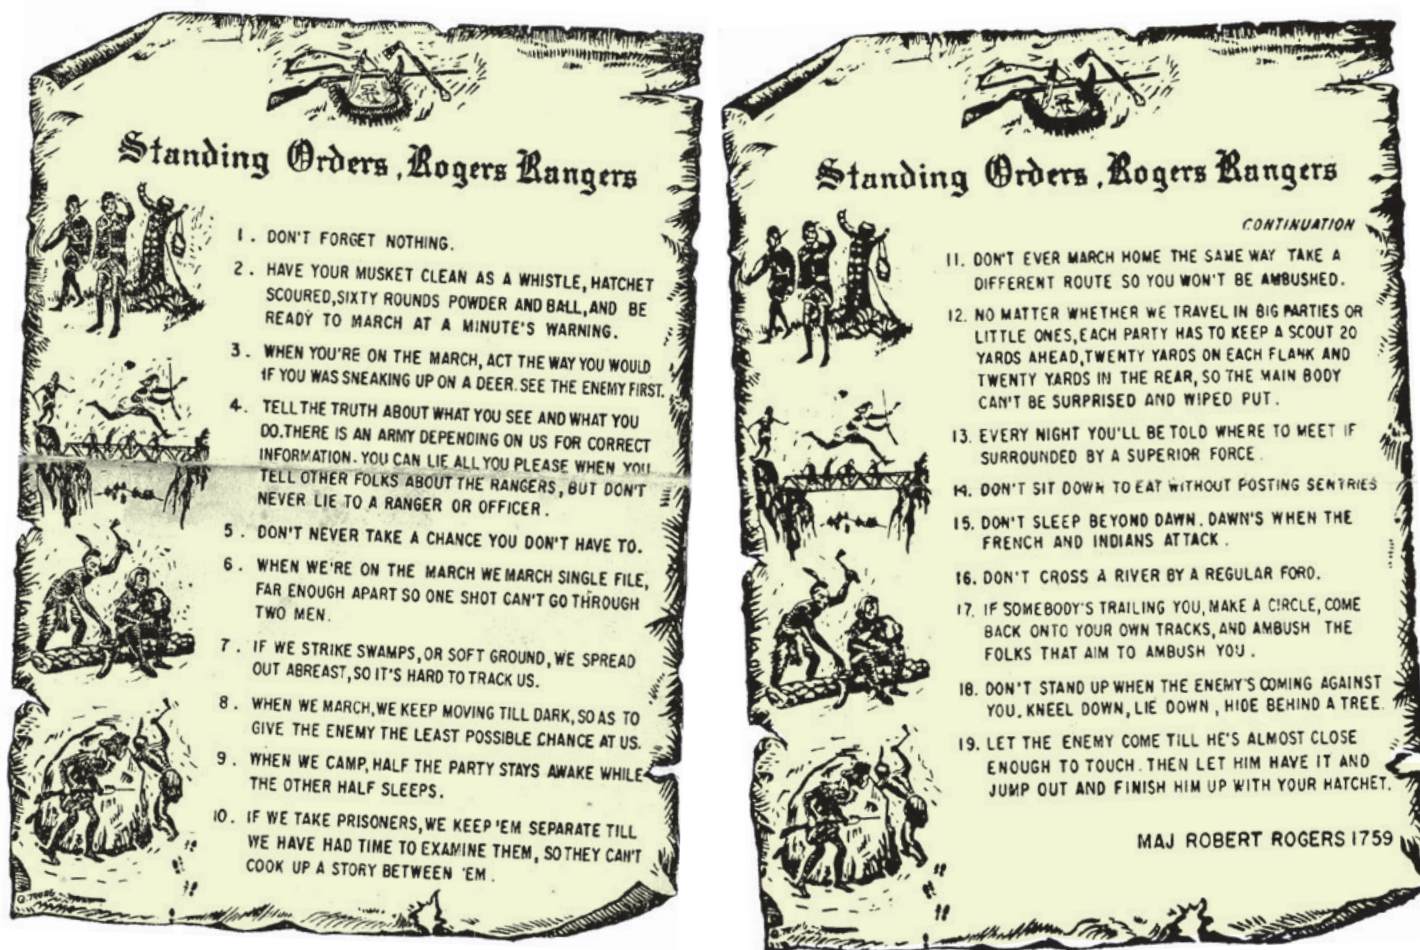 Standing Orders, Rogers Rangers
1. DON'T FORGET NOTHING.
2. HAVE YOUR MUSKET CLEAN AS A WHISTLE, HATCHET
SCOURED, SIXTY ROUNDS POWDER AND BALL, AND BE
READY TO MARCH AT A MINUTE'S WARNING.
3. WHEN YOU'RE ON THE MARCH, ACT THE WAY YOU WOULD
IF YOU WAS SNEAKING UP ON A DEER. SEE THE ENEMY FIRST.
4. TELL THE TRUTH ABOUT WHAT YOU SEE AND WHAT YOU
DO. THERE IS AN ARMY DEPENDING ON US FOR CORRECT
INFORMATION. YOU CAN LIE ALL YOU PLEASE WHEN YOU
TELL OTHER FOLKS ABOUT THE RANGERS, BUT DON'T
NEVER LIE TO A RANGER OR OFFICER.
5. DON'T NEVER TAKE A CHANCE YOU DON'T HAVE TO.
6. WHEN WE'RE ON THE MARCH WE MARCH SINGLE FILE,
FAR ENOUGH APART SO ONE SHOT CAN'T GO THROUGH
TWO MEN.
7. IF WE STRIKE SWAMPS, OR SOFT GROUND, WE SPREAD
OUT ABREAST, SO IT'S HARD TO TRACK US.
8. WHEN WE MARCH, WE KEEP MOVING TILL DARK, SO AS TO
GIVE THE ENEMY THE LEAST POSSIBLE CHANCE AT US.
9. WHEN WE CAMP, HALF THE PARTY STAYS AWAKE WHILE
THE OTHER HALF SLEEPS.
10. IF WE TAKE PRISONERS, WE KEEP 'EM SEPARATE TILL
WE HAVE HAD TIME TO EXAMINE THEM, SO THEY CAN'T
COOK UP A STORY BETWEEN 'EM.
Standing Orders, Rogers Rangers
CONTINUATION
11. DON'T EVER MARCH HOME THE SAME WAY TAKE A
DIFFERENT ROUTE SO YOU WON'T BE AMBUSHED.
12. NO MATTER WHETHER WE TRAVEL IN BIG PARTIES OR
LITTLE ONES, EACH PARTY HAS TO KEEP A SCOUT 20
YARDS AHEAD, TWENTY YARDS ON EACH FLANK AND
TWENTY YARDS IN THE REAR, SO THE MAIN BODY
CAN'T BE SURPRISED AND WIPED PUT.
13. EVERY NIGHT YOU'LL BE TOLD WHERE TO MEET IF
SURROUNDED BY A SUPERIOR FORCE.
14. DON'T SIT DOWN TO EAT WITHOUT POSTING SENTRIES
15. DON'T SLEEP BEYOND DAWN. DAWN'S WHEN THE
FRENCH AND INDIANS ATTACK.
16. DON'T CROSS A RIVER BY A REGULAR FORD.
17. IF SOMEBODY'S TRAILING YOU, MAKE A CIRCLE, COME
BACK ONTO YOUR OWN TRACKS, AND AMBUSH THE
FOLKS THAT AIM TO AMBUSH YOU.
18. DON'T STAND UP WHEN THE ENEMY'S COMING AGAINST
YOU. KNEEL DOWN, LIE DOWN, HIDE BEHIND A TREE.
19. LET THE ENEMY COME TILL HE'S ALMOST CLOSE
ENOUGH TO TOUCH. THEN LET HIM HAVE IT AND
JUMP OUT AND FINISH HIM UP WITH YOUR HATCHET.
MAJ ROBERT ROGERS 1759